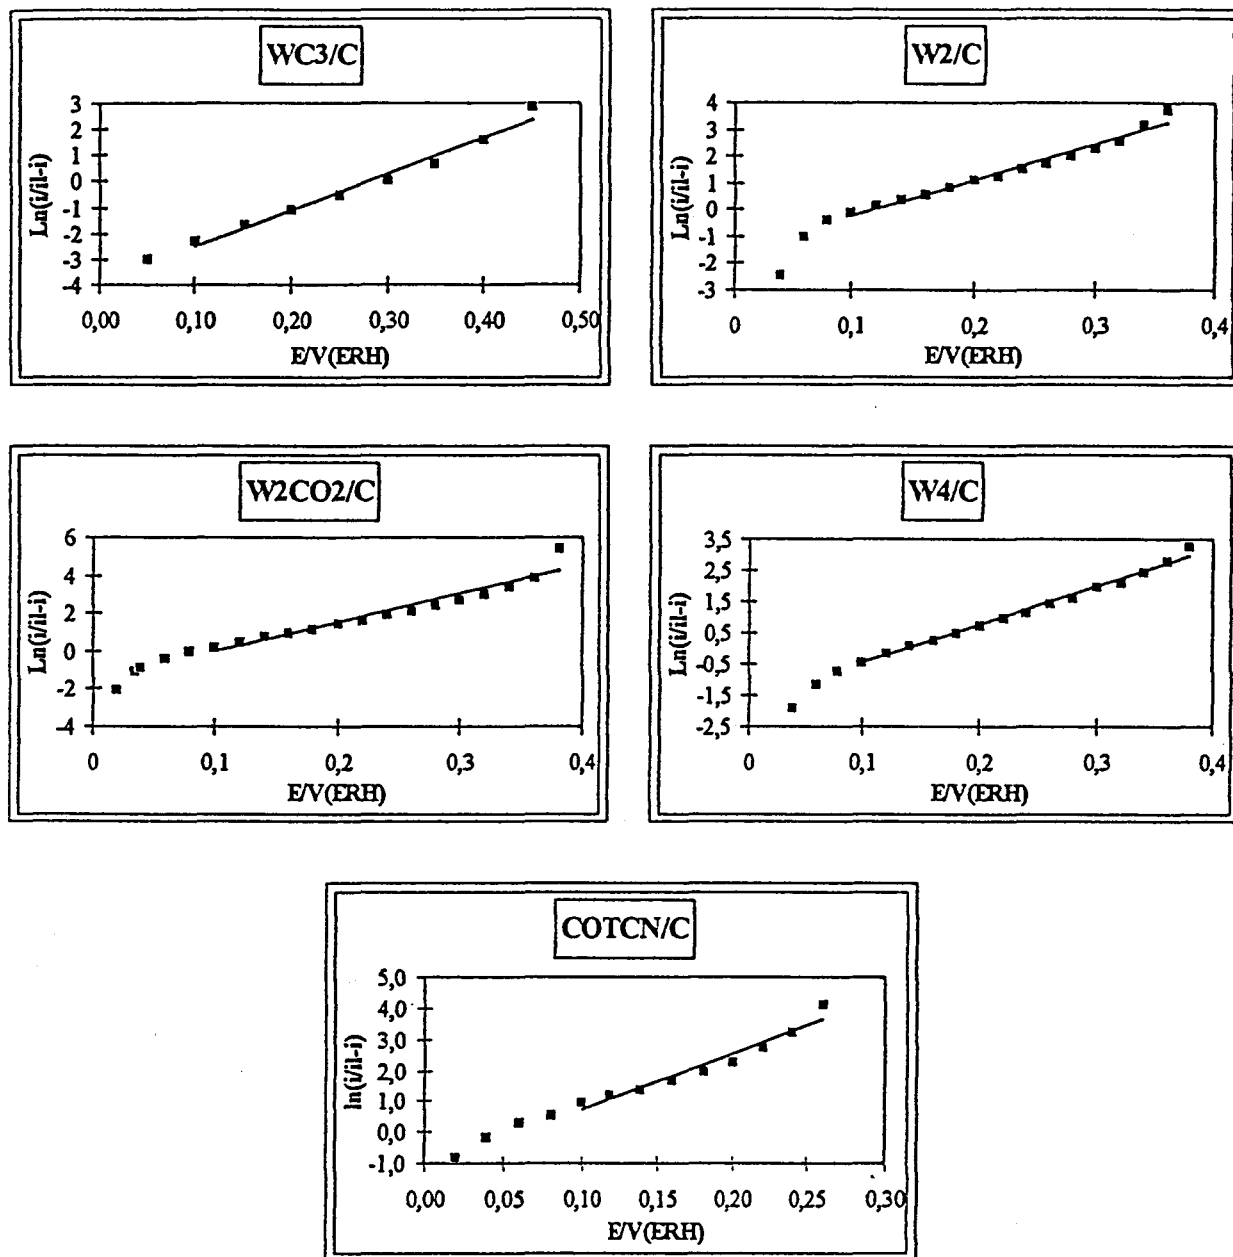 WC3/C
Ln(i/il-i)
3
2
1
0
-1
-2
-3
-4
0,00 0,10 0,20 0,30 0,40 0,50
E/V(ERH)
W2/C
Ln(i/il-i)
4
3
2
1
0
-1
-2
-3
0 0,1 0,2 0,3 0,4
E/V(ERH)
W2CO2/C
Ln(i/il-i)
6
4
2
0
-2
-4
0 0,1 0,2 0,3 0,4
E/V(ERH)
W4/C
Ln(i/il-i)
3,5
2,5
1,5
0,5
-0,5
-1,5
-2,5
0 0,1 0,2 0,3 0,4
E/V(ERH)
COTCN/C
ln(i/il-i)
5,0
4,0
3,0
2,0
1,0
0,0
-1,0
0,00 0,05 0,10 0,15 0,20 0,25 0,30
E/V(ERH)